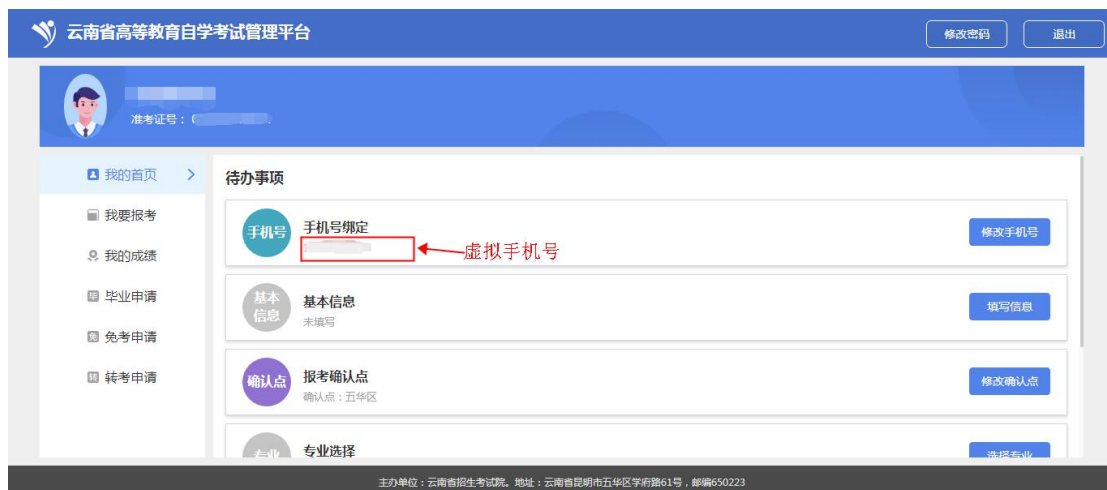 云南省高等教育自学考试管理平台
修改密码
退出
准考证号：
我的首页
我要报考
我的成绩
毕 毕业申请
免 免考申请
转 转考申请
待办事项
手机号
手机号绑定
修改手机号
虚拟手机号
基本
信息
基本信息
未填写
填写信息
确认点
报考确认点
确认点：五华区
修改确认点
专业
专业选择
选择专业
主办单位：云南省招生考试院。地址：云南省昆明市五华区学府路61号，邮编650223